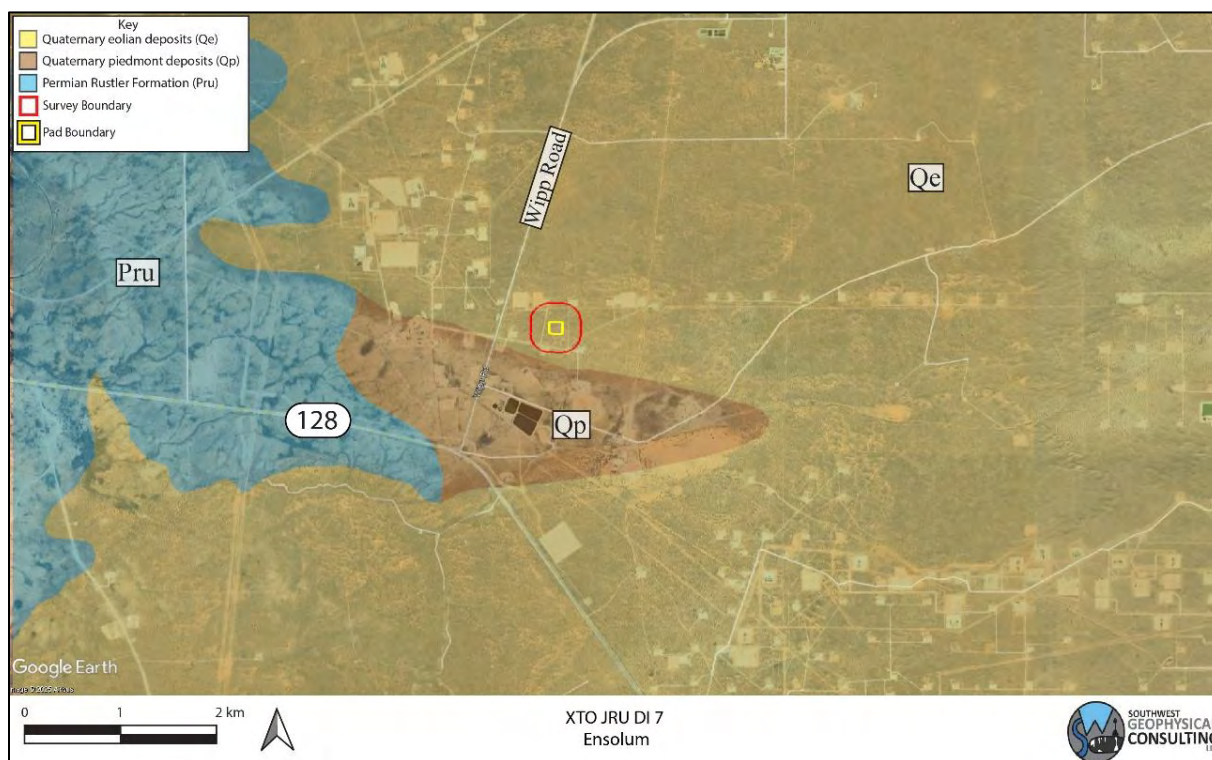 Key
Quaternary eolian deposits (Qe)
Quaternary piedmont deposits (Qp)
Permian Rustler Formation (Pru)
Survey Boundary
Pad Boundary
Wipp Road
Qe
Pru
128
Qp
Google Earth
0 1 2 km
XTO JRU DI 7
Ensolum
SOUTHWEST
GEOPHYSICAL
CONSULTING